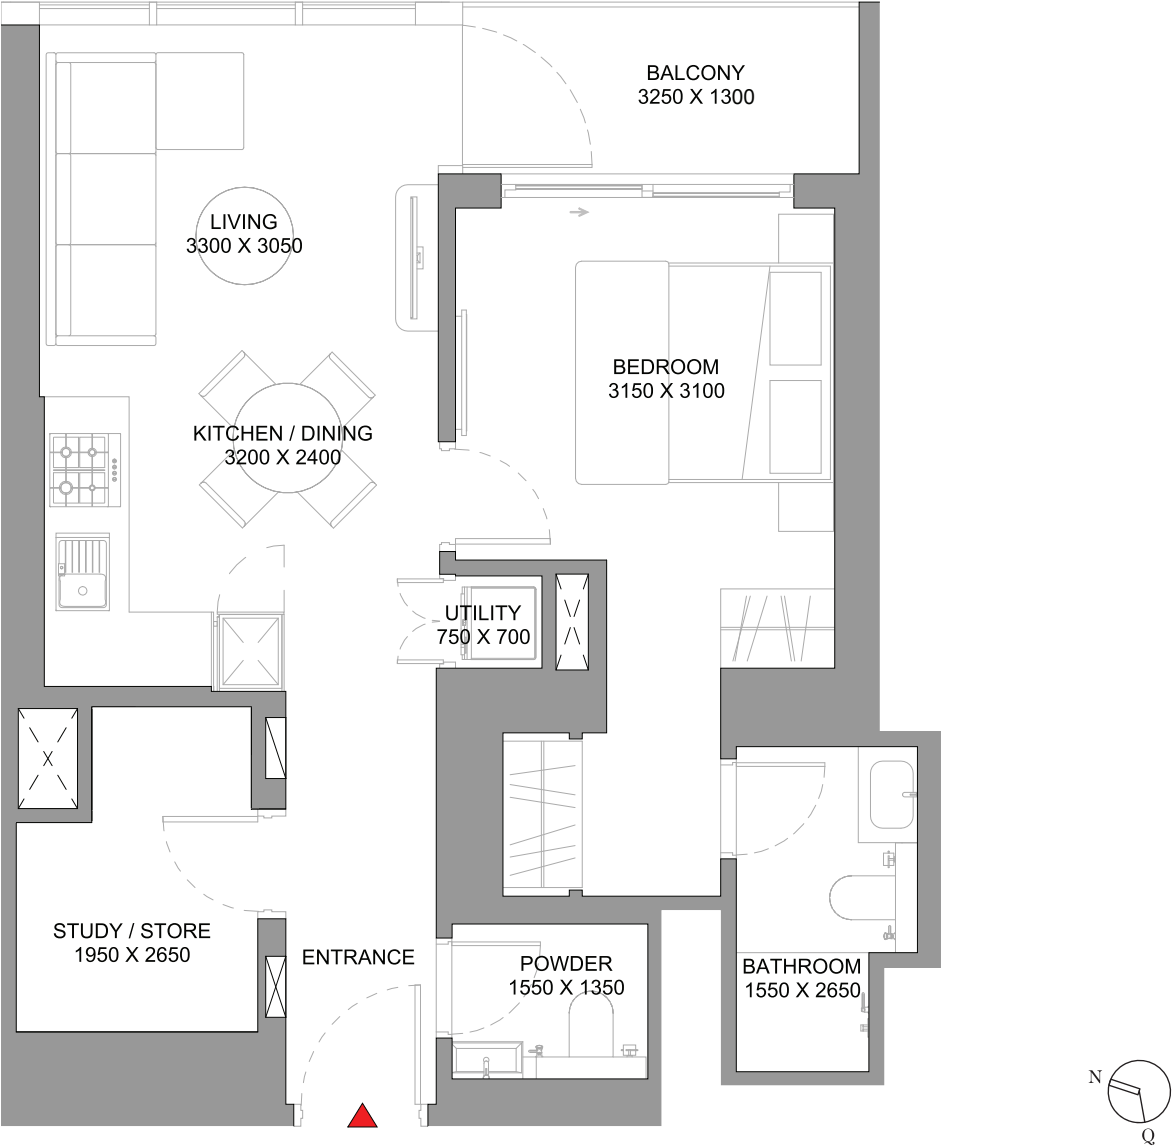 BALCONY
3250 X 1300
LIVING
3300 X 3050
BEDROOM
3150 X 3100
KITCHEN / DINING
3200 X 2400
UTILITY
750 X 700
STUDY / STORE
1950 X 2650
ENTRANCE
POWDER
1550 X 1350
BATHROOM
1550 X 2650
N
Q